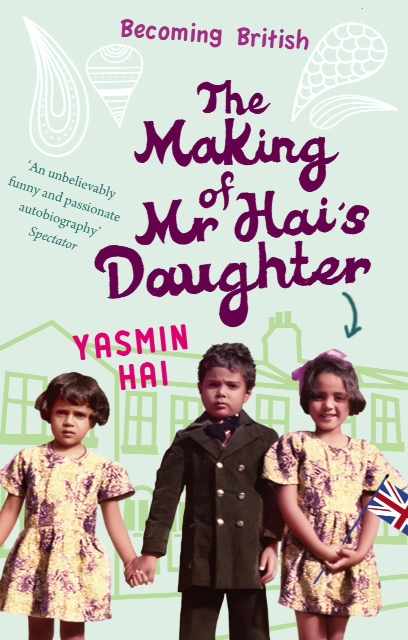 Becoming British
The
Making
of
Mr Hai's
Daughter
'An unbelievably
funny and passionate
autobiography'
Spectator
YASMIN
HAI